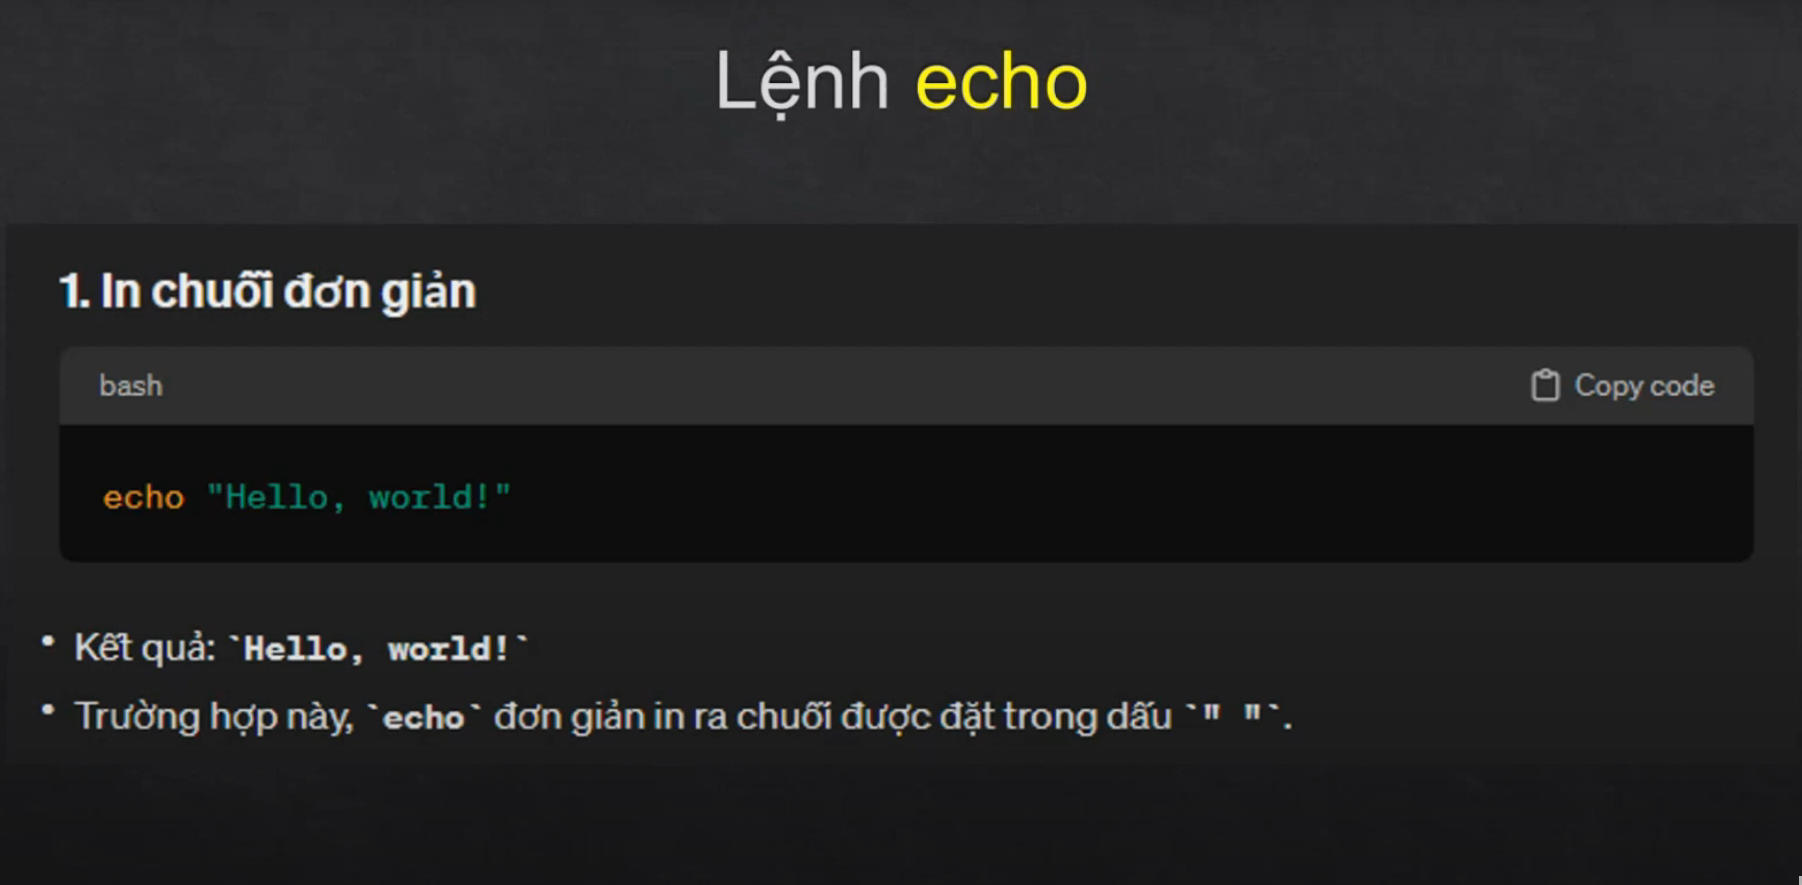 Lệnh echo
1. In chuỗi đơn giản
bash
Copy code
echo "Hello, world!"
• Kết quả: `Hello, world!`
• Trường hợp này, `echo` đơn giản in ra chuỗi được đặt trong dấu `" "`.